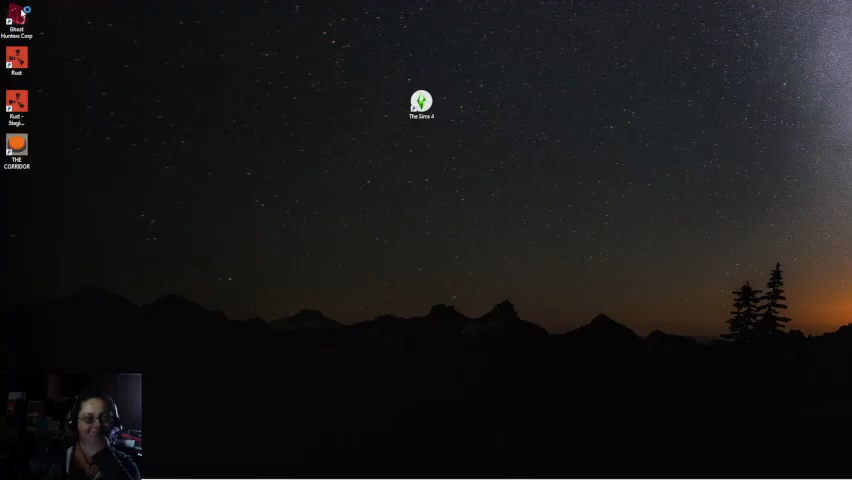 Ghost
Hunters Corp
Rust
Rust -
Stagi...
THE
CORRIDOR
The Sims 4